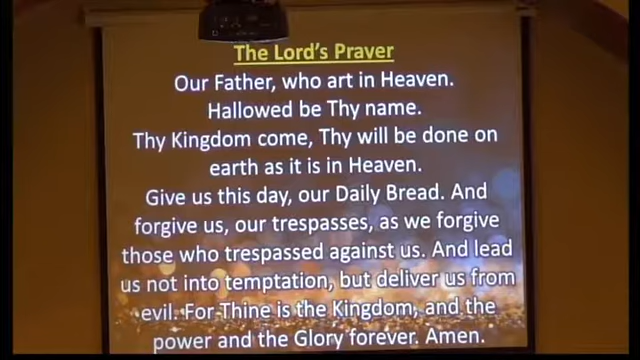 The Lord's Prayer
Our Father, who art in Heaven.
Hallowed be Thy name.
Thy Kingdom come, Thy will be done on
earth as it is in Heaven.
Give us this day, our Daily Bread. And
forgive us, our trespasses, as we forgive
those who trespassed against us. And lead
us not into temptation, but deliver us from
evil. For Thine is the Kingdom, and the
power and the Glory forever. Amen.